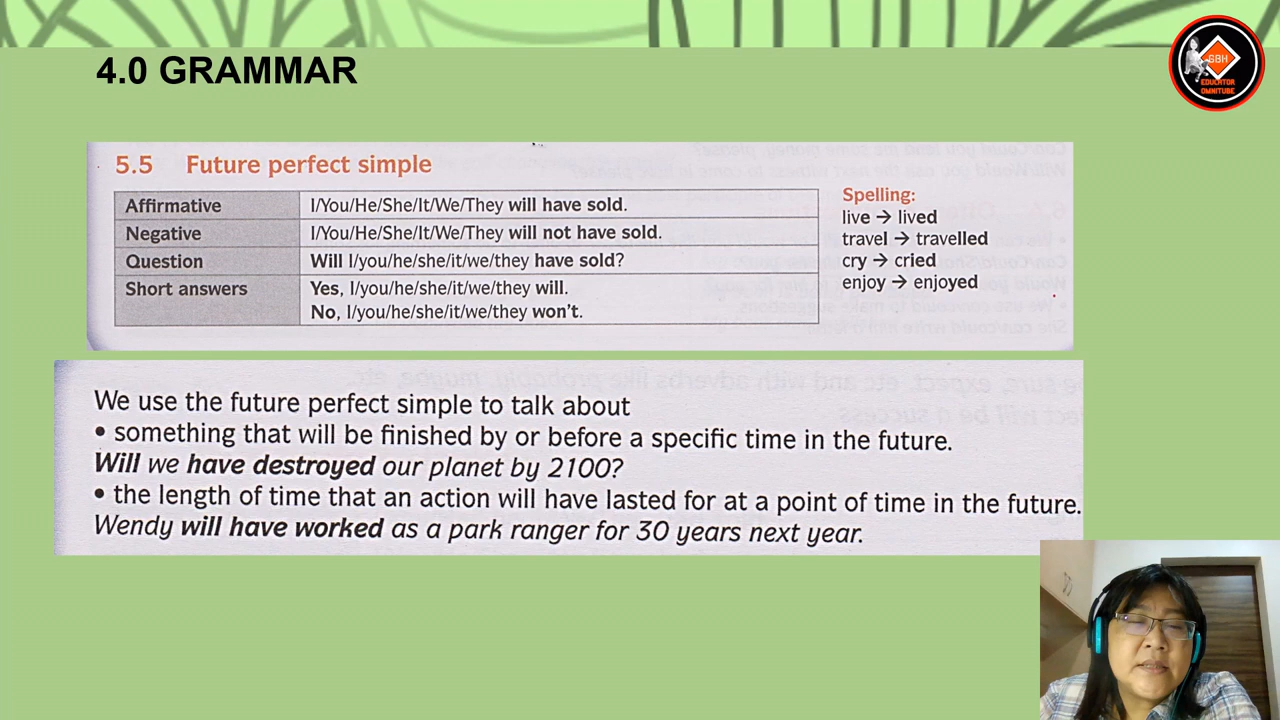 4.0 GRAMMAR
GBH
EDUCATOR
OMNITUBE
5.5 Future perfect simple
Affirmative I/You/He/She/It/We/They will have sold.
Negative I/You/He/She/It/We/They will not have sold.
Question Will I/you/he/she/it/we/they have sold?
Short answers Yes, I/you/he/she/it/we/they will.
No, I/you/he/she/it/we/they won't.
Spelling:
live → lived
travel → travelled
cry → cried
enjoy → enjoyed
We use the future perfect simple to talk about
• something that will be finished by or before a specific time in the future.
Will we have destroyed our planet by 2100?
• the length of time that an action will have lasted for at a point of time in the future.
Wendy will have worked as a park ranger for 30 years next year.